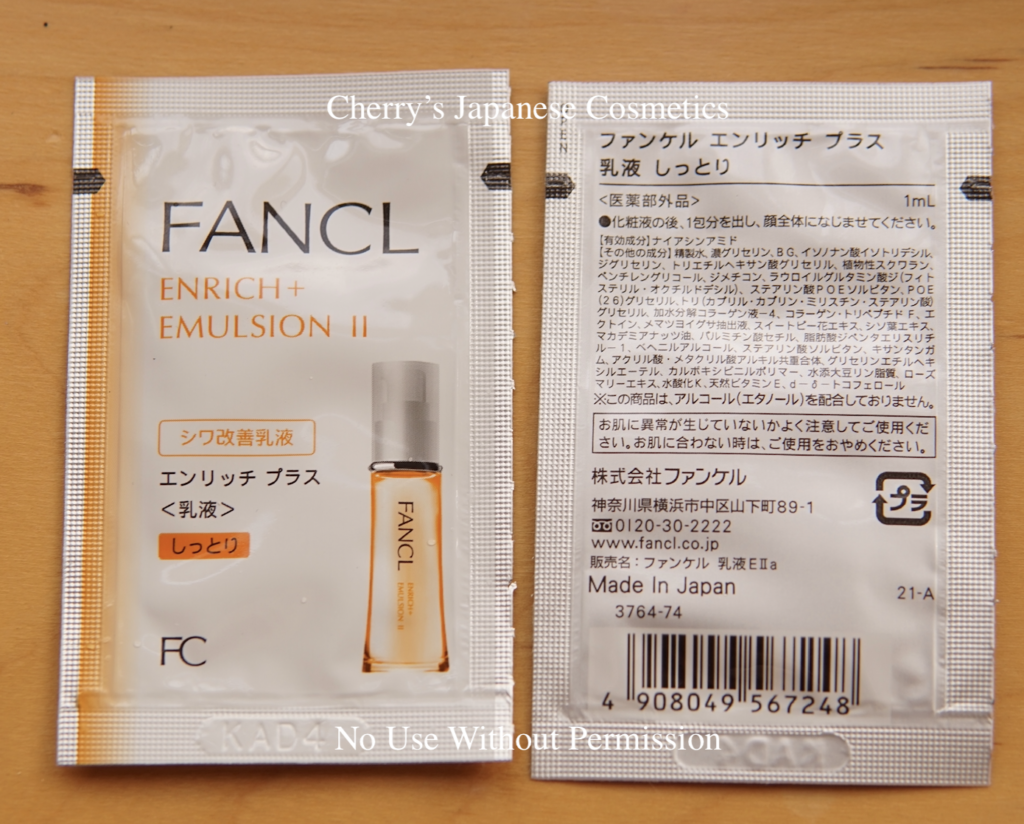 Cherry's Japanese Cosmetics
FANCL
ENRICH+
EMULSION II
シワ改善乳液
エンリッチ プラス
<乳液>
しっとり
FANCL
ENRICH+
EMULSION II
FC
KAD4
ファンケル エンリッチ プラス
乳液 しっとり
<医薬部外品> 1mL
●化粧液の後、1包分を出し、顔全体になじませてください。
【有効成分】ナイアシンアミド
【その他の成分】精製水、濃グリセリン、BG、イソノナン酸イソトリデシル、
ジグリセリン、トリエチルヘキサン酸グリセリル、植物性スクワラン、
ペンチレングリコール、ジメチコン、ラウロイルグルタミン酸ジ(フィト
ステリル・オクチルドデシル)、ステアリン酸POEソルビタン、POE
(26)グリセリル、トリ(カプリル・カプリン・ミリスチン・ステアリン酸)
グリセリル、加水分解コラーゲン液-4、コラーゲン・トリペプチド F、エ
クトイン、メマツヨイグサ抽出液、スイートピー花エキス、シソ葉エキス、
マカデミアナッツ油、パルミチン酸セチル、脂肪酸ジペンタエリスリチ
ル-1、ベヘニルアルコール、ステアリン酸ソルビタン、キサンタンガ
ム、アクリル酸・メタクリル酸アルキル共重合体、グリセリンエチルヘキ
シルエーテル、カルボキシビニルポリマー、水添大豆リン脂質、ローズ
マリーエキス、水酸化K、天然ビタミンE、d-δ-トコフェロール
※この商品は、アルコール(エタノール)を配合しておりません。
お肌に異常が生じていないかよく注意してご使用くだ
さい。お肌に合わない時は、ご使用をおやめください。
株式会社ファンケル
神奈川県横浜市中区山下町89-1
0120-30-2222
www.fancl.co.jp
販売名:ファンケル 乳液EⅡa
Made In Japan
21-A
3764-74
プラ
4 908049 567248
No Use Without Permission